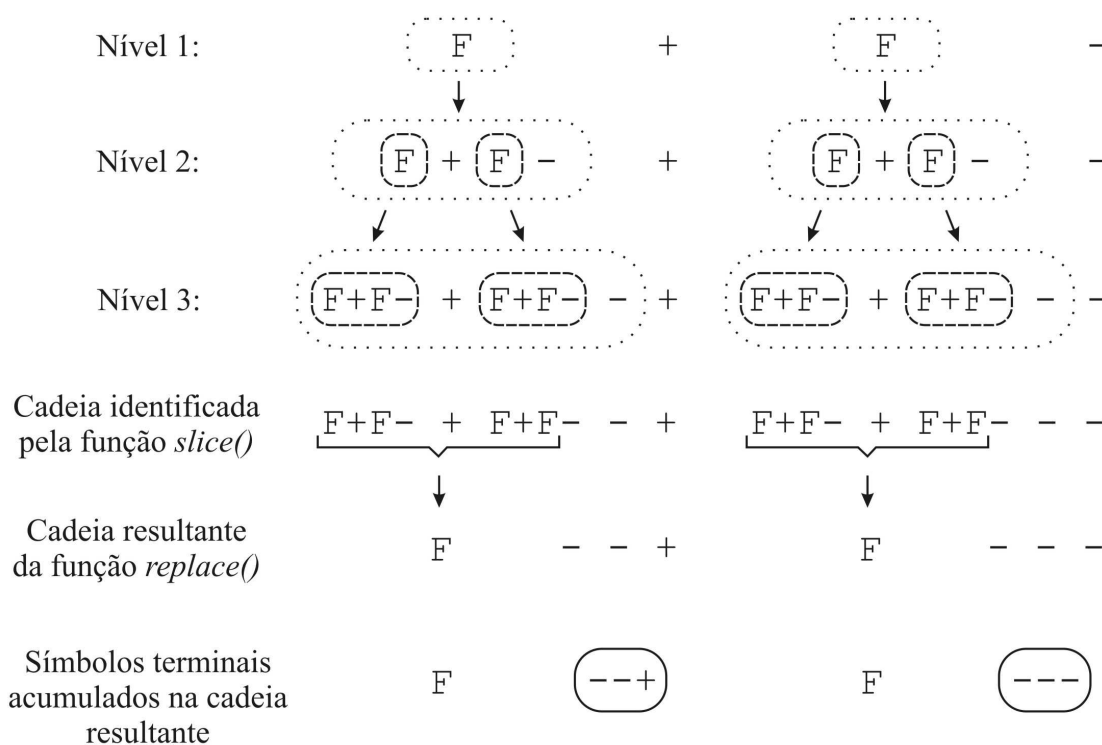 Nível 1: F + F −
Nível 2: F + F − + F + F − −
Nível 3: F+F− + F+F− − + F+F− + F+F− − −
Cadeia identificada
pela função slice() F+F− + F+F− − + F+F− + F+F− − −
Cadeia resultante
da função replace() F − − + F − − −
Símbolos terminais
acumulados na cadeia F −−+ F −−−
resultante